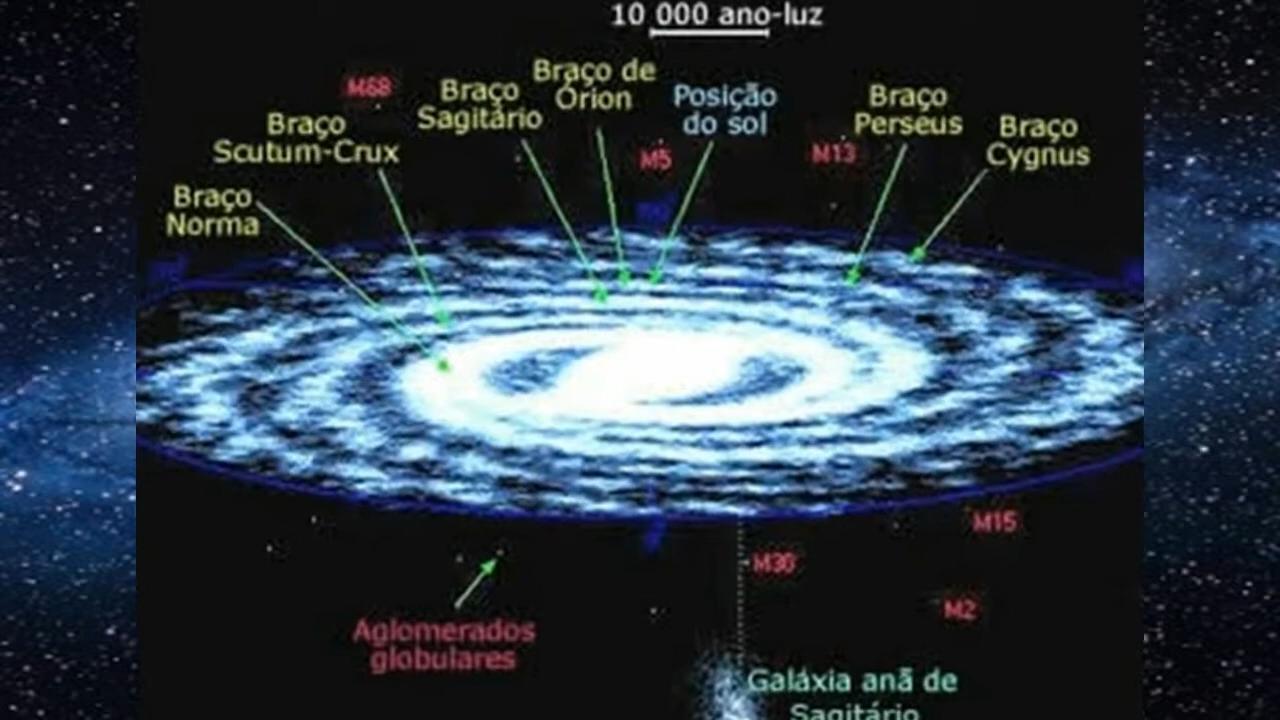 10 000 ano-luz
Braço de
Órion
M68
Braço
Sagitário
Posição
do sol
Braço
Perseus
Braço
Scutum-Crux
Braço
Cygnus
M5
M13
Braço
Norma
M15
M30
M2
Aglomerados
globulares
Galáxia anã de
Sagitário